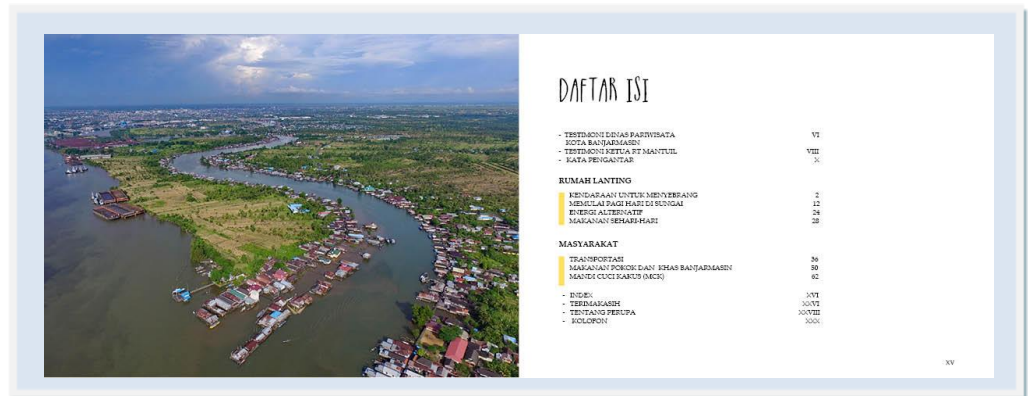 DAFTAR ISI
- TESTIMONI DINAS PARIWISATA VI
KOTA BANJARMASIN
- TESTIMONI KETUA RT MANTUIL VIII
- KATA PENGANTAR X
RUMAH LANTING
KENDARAAN UNTUK MENYEBRANG 2
MEMULAI PAGI HARI DI SUNGAI 12
ENERGI ALTERNATIF 24
MAKANAN SEHARI-HARI 28
MASYARAKAT
TRANSPORTASI 36
MAKANAN POKOK DAN KHAS BANJARMASIN 50
MANDI CUCI KAKUS (MCK) 62
- INDEX XVI
- TERIMAKASIH XXVI
- TENTANG PERUPA XXVIII
- KOLOFON XXX
XV